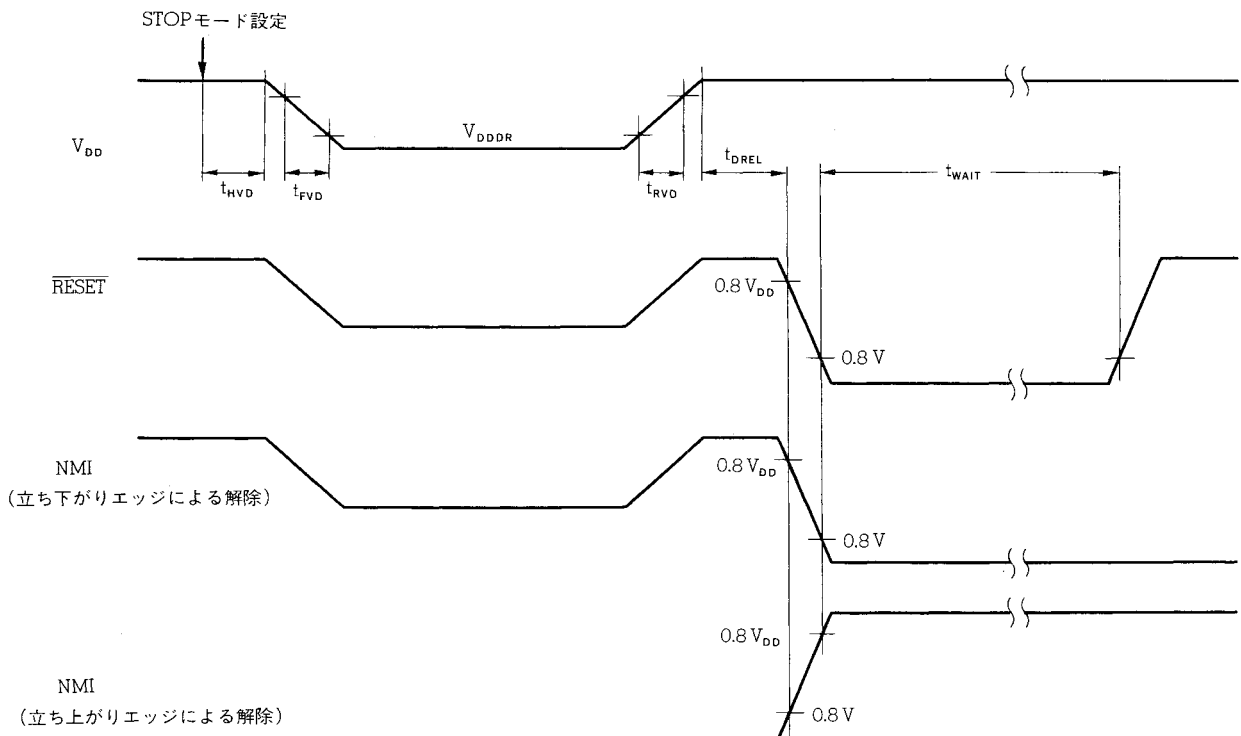 STOPモード設定
V_DD
V_DDDR
t_HVD
t_FVD
t_RVD
t_DREL
t_WAIT
RESET
0.8 V_DD
0.8 V
NMI
(立ち下がりエッジによる解除)
0.8 V_DD
0.8 V
0.8 V_DD
NMI
(立ち上がりエッジによる解除)
0.8 V